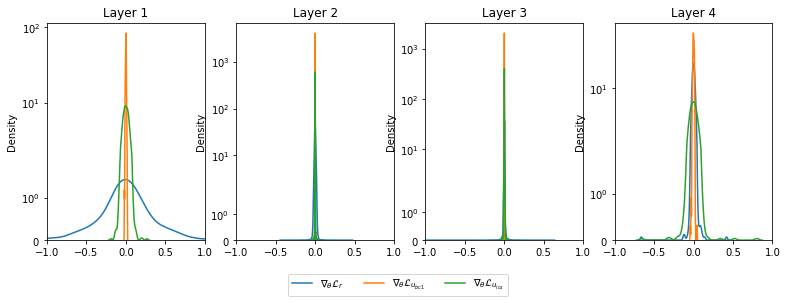 Layer 1 Layer 2 Layer 3 Layer 4
Density Density Density Density
10² 10³ 10³ 10¹
10¹ 10² 10² 10⁰
10⁰ 10¹ 10¹ 0
0 10⁰ 10⁰
0 0
−1.0 −0.5 0.0 0.5 1.0 −1.0 −0.5 0.0 0.5 1.0 −1.0 −0.5 0.0 0.5 1.0 −1.0 −0.5 0.0 0.5 1.0
∇θℒr ∇θℒu_bc1 ∇θℒu_ics